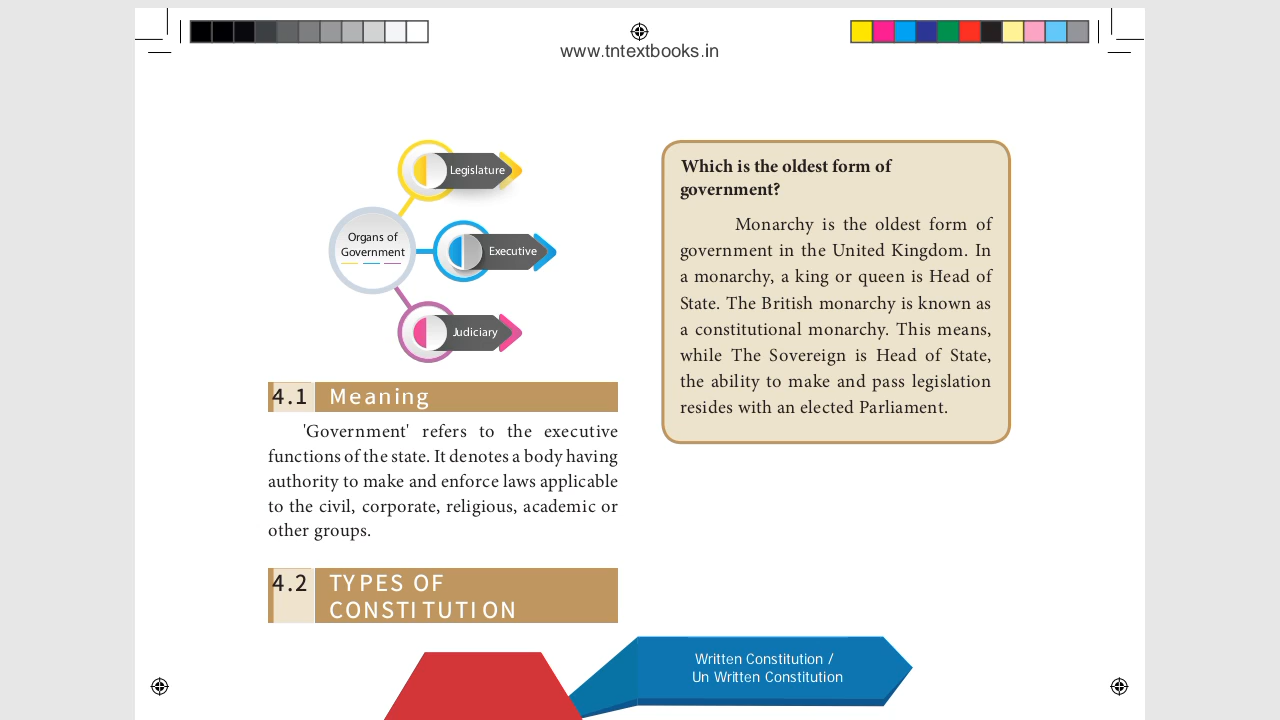 www.tntextbooks.in
Legislature
Organs of
Government
Executive
Judiciary
4.1 Meaning
'Government' refers to the executive
functions of the state. It denotes a body having
authority to make and enforce laws applicable
to the civil, corporate, religious, academic or
other groups.
4.2 TYPES OF
CONSTITUTION
Which is the oldest form of
government?
Monarchy is the oldest form of
government in the United Kingdom. In
a monarchy, a king or queen is Head of
State. The British monarchy is known as
a constitutional monarchy. This means,
while The Sovereign is Head of State,
the ability to make and pass legislation
resides with an elected Parliament.
Written Constitution /
Un Written Constitution